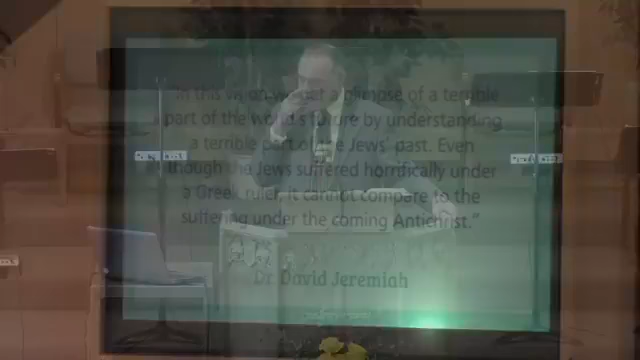 "In this vision we get a glimpse of a terrible
part of the world's future by understanding
a terrible part of the Jews' past. Even
though the Jews suffered horrifically under
a Greek ruler, it cannot compare to the
suffering under the coming Antichrist."
Dr. David Jeremiah